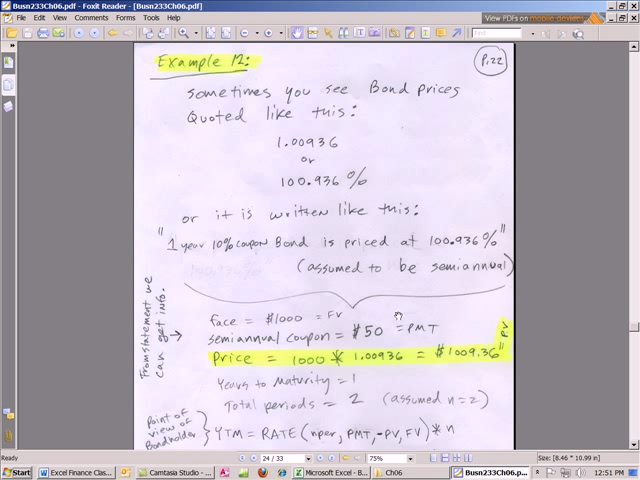 Busn233Ch06.pdf - Foxit Reader - [Busn233Ch06.pdf]
File Edit View Comments Forms Tools Window Help
View PDFs on mobile devices!
Find:
Example 12:
P.22
sometimes you see Bond prices
Quoted like this:
1.00936
or
100.936%
or it is written like this:
"1 year 10% coupon Bond is priced at 100.936%"
(assumed to be semiannual)
From statement we
can get info.
face = $1000 = FV
semiannual coupon = $50 = PMT
Price = 1000 * 1.00936 = $1009.36 = PV
Years to Maturity = 1
Total periods = 2 (assumed n=2)
Point of
view of
Bondholder
YTM = RATE(nper, PMT, -PV, FV) * n
24 / 33
75%
Size: [8.46 * 10.99 in]
Start
Excel Finance Clas...
Camtasia Studio - ...
Excel
Microsoft Excel - Ch06
Busn233Ch06.p...
12:51 PM